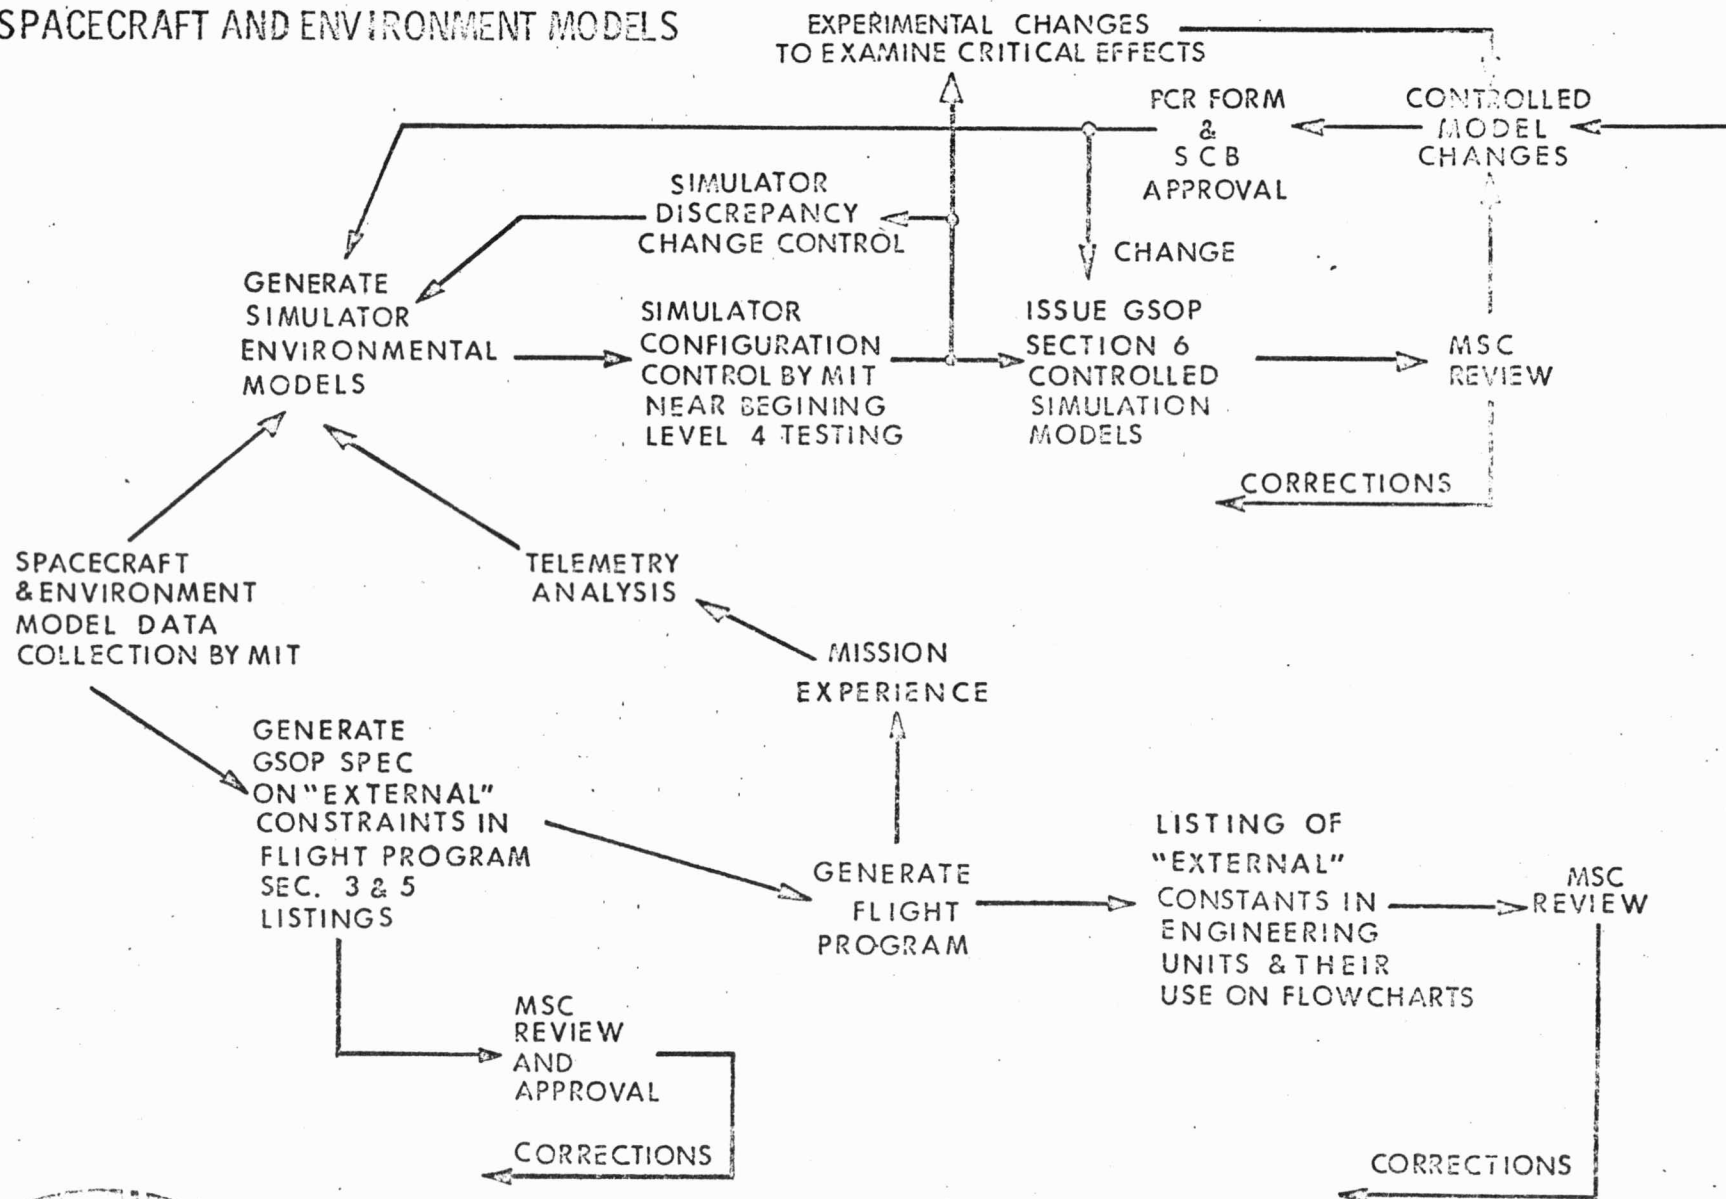 SPACECRAFT AND ENVIRONMENT MODELS
EXPERIMENTAL CHANGES
TO EXAMINE CRITICAL EFFECTS
PCR FORM
&
SCB
APPROVAL
CONTROLLED
MODEL
CHANGES
SIMULATOR
DISCREPANCY
CHANGE CONTROL
CHANGE
GENERATE
SIMULATOR
ENVIRONMENTAL
MODELS
SIMULATOR
CONFIGURATION
CONTROL BY MIT
NEAR BEGINING
LEVEL 4 TESTING
ISSUE GSOP
SECTION 6
CONTROLLED
SIMULATION
MODELS
MSC
REVIEW
CORRECTIONS
SPACECRAFT
& ENVIRONMENT
MODEL DATA
COLLECTION BY MIT
TELEMETRY
ANALYSIS
MISSION
EXPERIENCE
GENERATE
GSOP SPEC
ON "EXTERNAL"
CONSTRAINTS IN
FLIGHT PROGRAM
SEC. 3 & 5
LISTINGS
GENERATE
FLIGHT
PROGRAM
LISTING OF
"EXTERNAL"
CONSTANTS IN
ENGINEERING
UNITS & THEIR
USE ON FLOWCHARTS
MSC
REVIEW
MSC
REVIEW
AND
APPROVAL
CORRECTIONS
CORRECTIONS